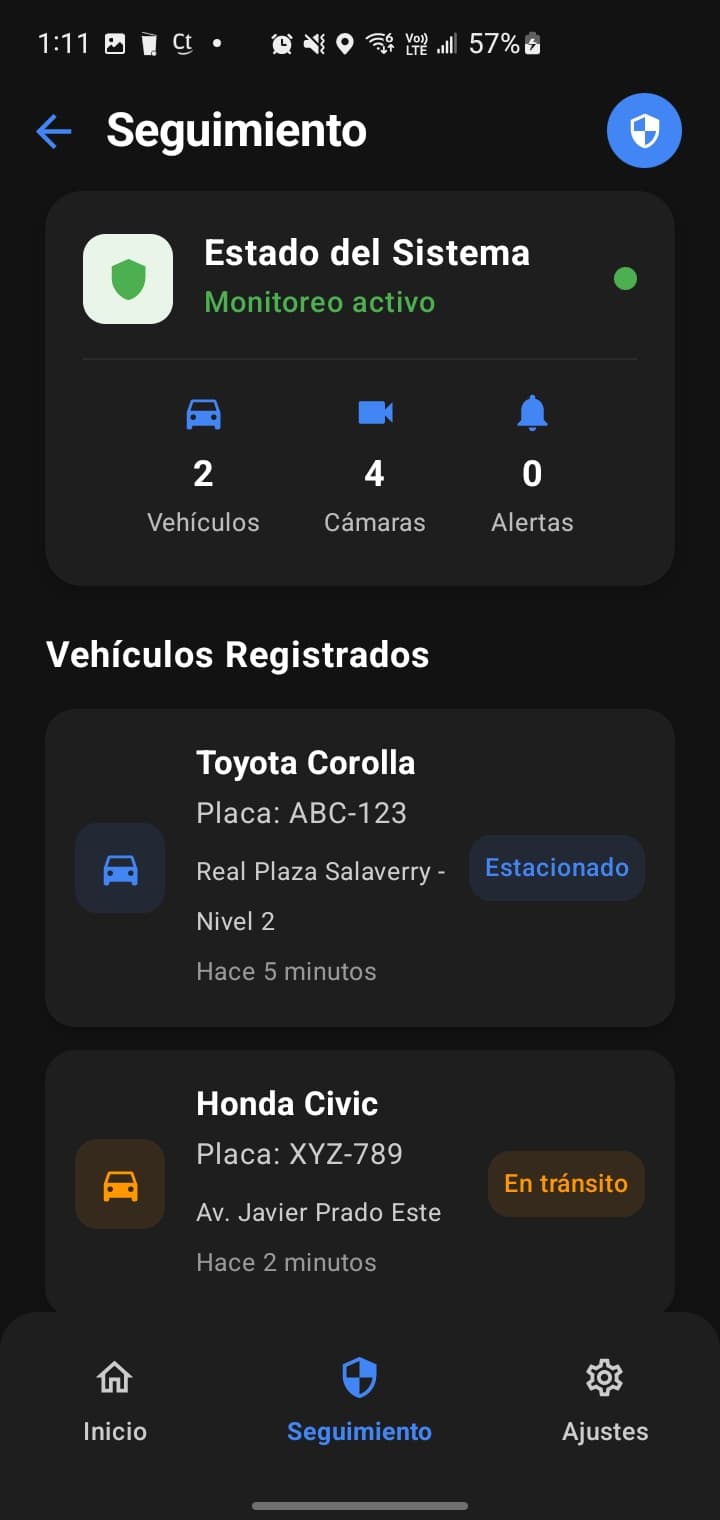 1:11 Ct 57%
Vo)) LTE
Seguimiento
Estado del Sistema
Monitoreo activo
2 4 0
Vehículos Cámaras Alertas
Vehículos Registrados
Toyota Corolla
Placa: ABC-123
Real Plaza Salaverry -
Nivel 2
Hace 5 minutos
Estacionado
Honda Civic
Placa: XYZ-789
Av. Javier Prado Este
Hace 2 minutos
En tránsito
Inicio Seguimiento Ajustes